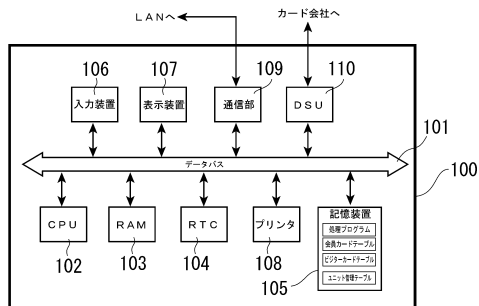 LANへ
カード会社へ
106
107
109
110
入力装置
表示装置
通信部
DSU
101
データバス
100
CPU
RAM
RTC
プリンタ
記憶装置
処理プログラム
会員カードテーブル
ビジターカードテーブル
ユニット管理テーブル
102
103
104
108
105